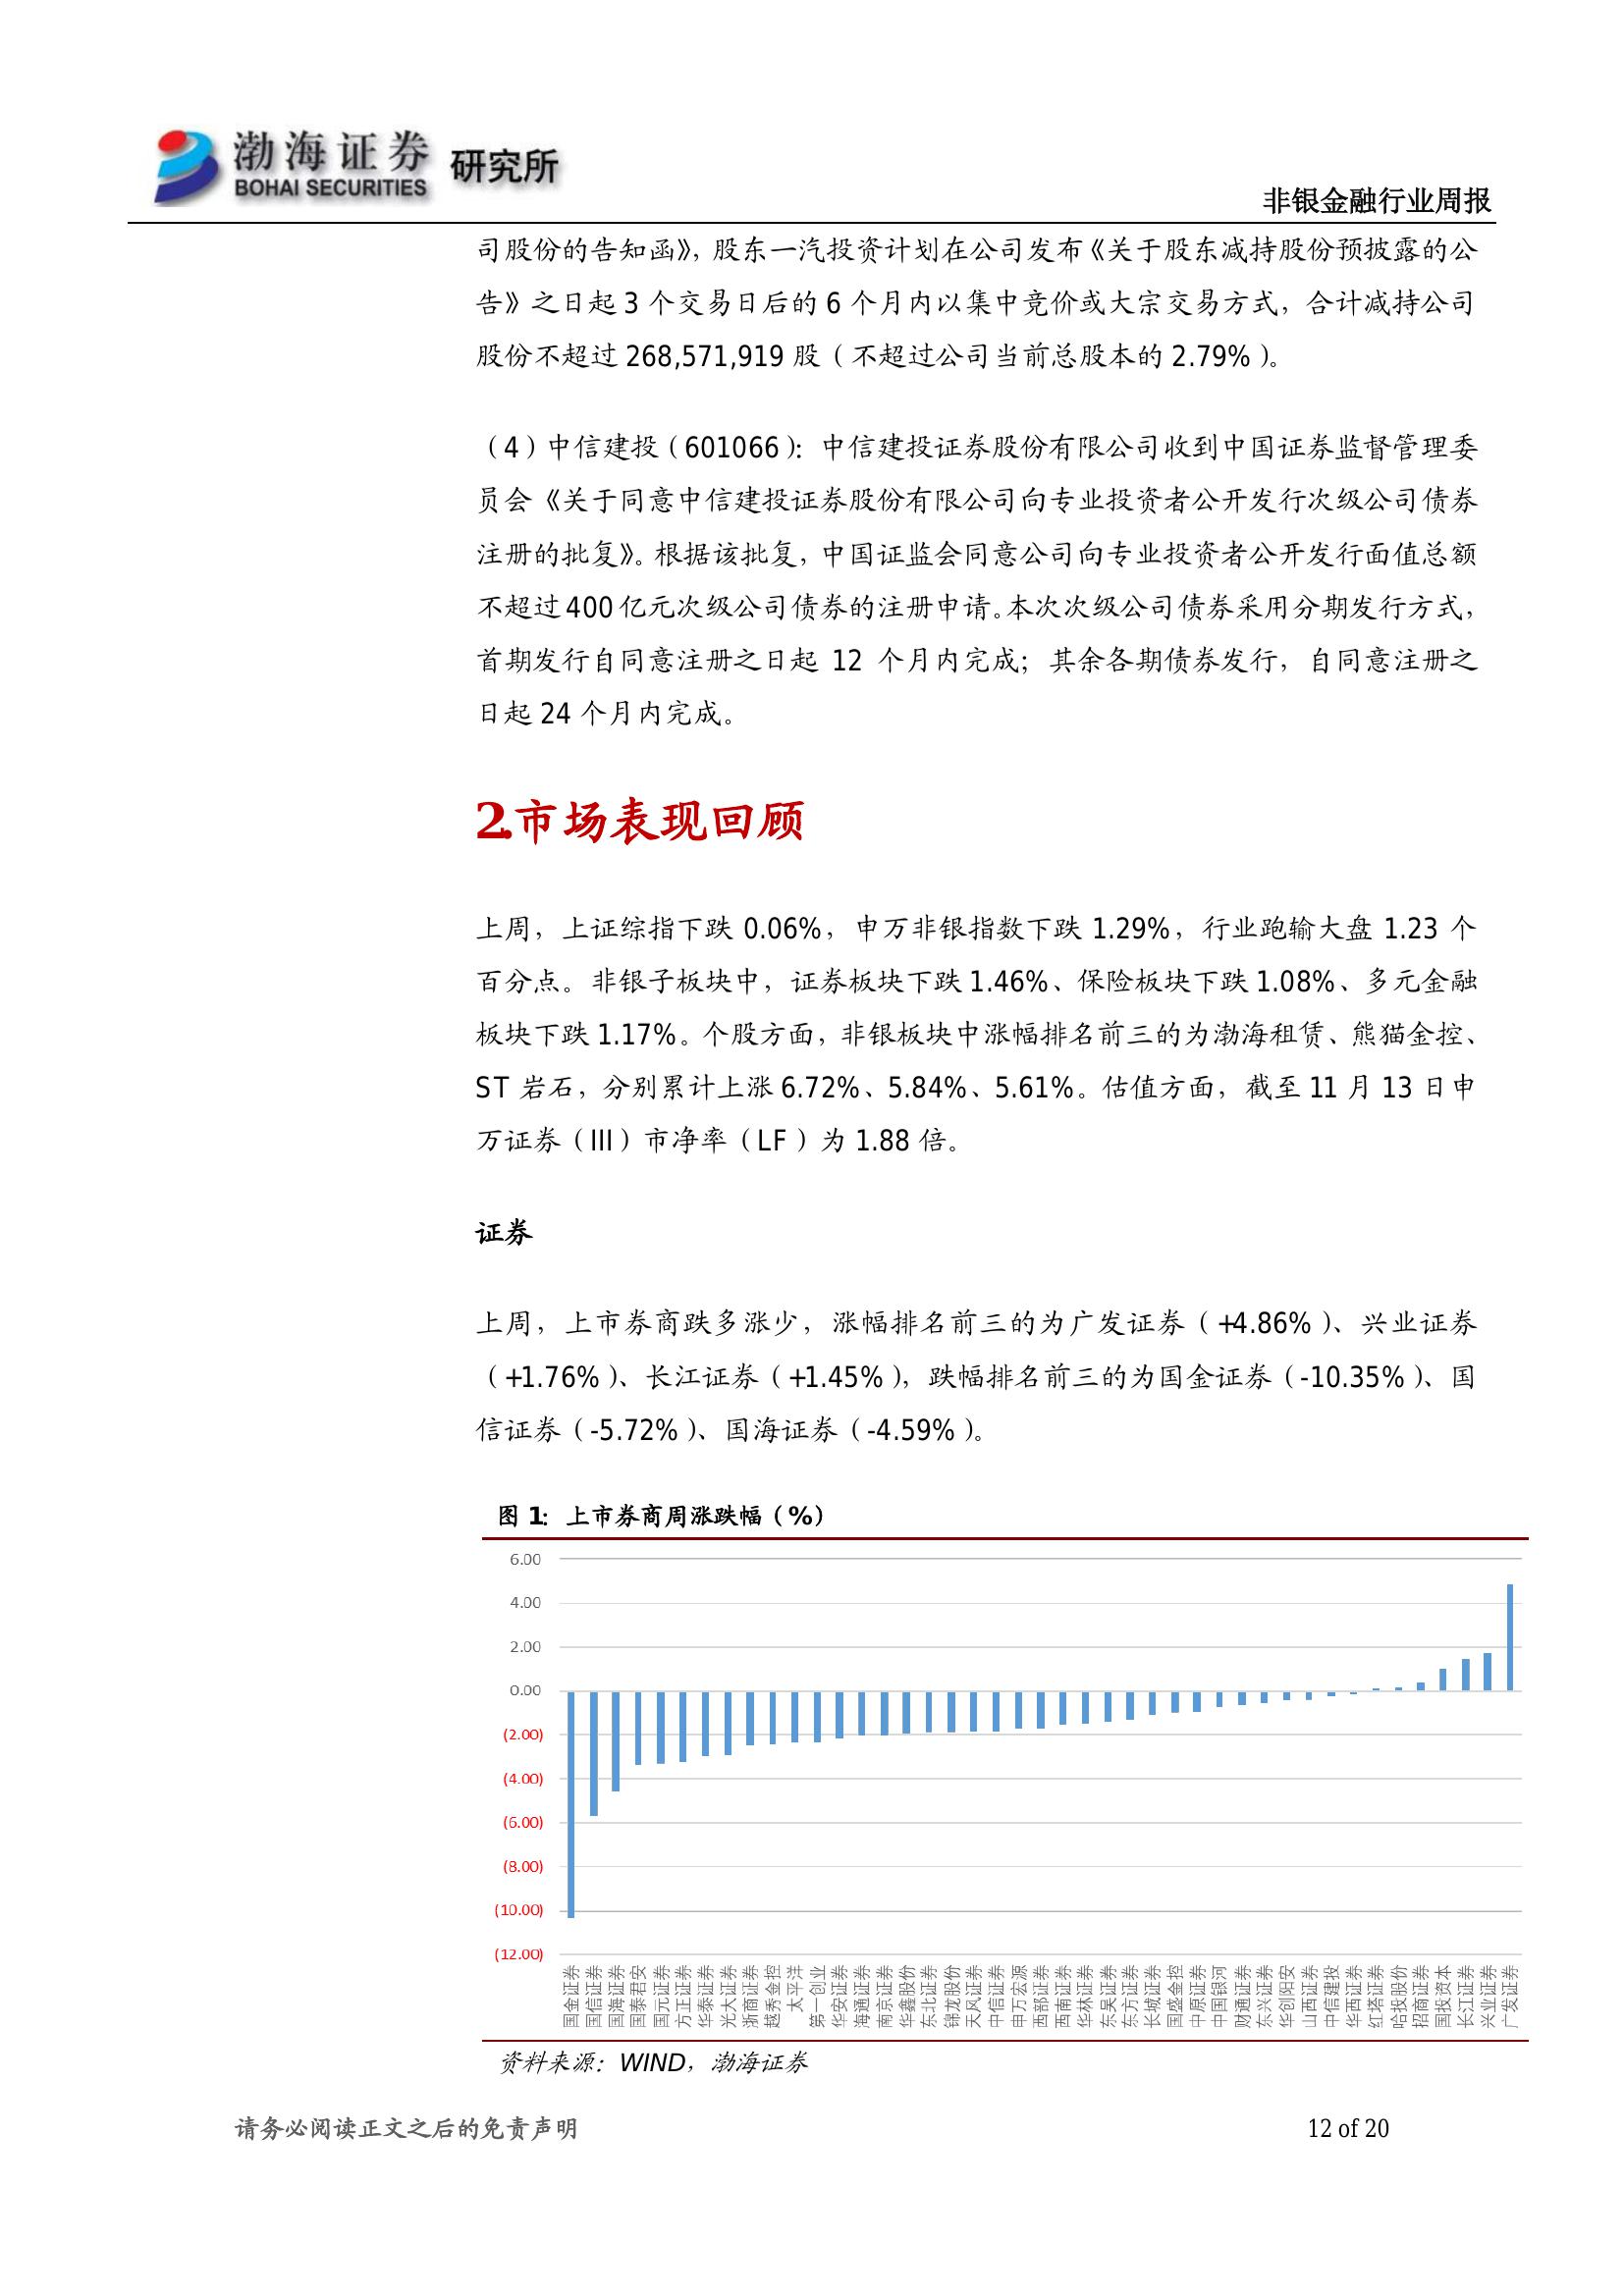 渤海证券 研究所
BOHAI SECURITIES
非银金融行业周报
司股份的告知函》，股东一汽投资计划在公司发布《关于股东减持股份预披露的公
告》之日起 3 个交易日后的 6 个月内以集中竞价或大宗交易方式，合计减持公司
股份不超过 268,571,919 股（不超过公司当前总股本的 2.79%）。
（4）中信建投（601066）：中信建投证券股份有限公司收到中国证券监督管理委
员会《关于同意中信建投证券股份有限公司向专业投资者公开发行次级公司债券
注册的批复》。根据该批复，中国证监会同意公司向专业投资者公开发行面值总额
不超过 400 亿元次级公司债券的注册申请。本次次级公司债券采用分期发行方式，
首期发行自同意注册之日起 12 个月内完成；其余各期债券发行，自同意注册之
日起 24 个月内完成。
2.市场表现回顾
上周，上证综指下跌 0.06%，申万非银指数下跌 1.29%，行业跑输大盘 1.23 个
百分点。非银子板块中，证券板块下跌 1.46%、保险板块下跌 1.08%、多元金融
板块下跌 1.17%。个股方面，非银板块中涨幅排名前三的为渤海租赁、熊猫金控、
ST 岩石，分别累计上涨 6.72%、5.84%、5.61%。估值方面，截至 11 月 13 日申
万证券（III）市净率（LF）为 1.88 倍。
证券
上周，上市券商跌多涨少，涨幅排名前三的为广发证券（+4.86%）、兴业证券
（+1.76%）、长江证券（+1.45%），跌幅排名前三的为国金证券（-10.35%）、国
信证券（-5.72%）、国海证券（-4.59%）。
图 1：上市券商周涨跌幅（%）
6.00
4.00
2.00
0.00
(2.00)
(4.00)
(6.00)
(8.00)
(10.00)
(12.00)
国金证券
国信证券
国海证券
国泰君安
国元证券
方正证券
华泰证券
光大证券
浙商证券
越秀金控
太平洋
第一创业
华安证券
海通证券
南京证券
华鑫股份
东北证券
锦龙股份
天风证券
中信证券
申万宏源
西部证券
西南证券
华林证券
东吴证券
东方证券
长城证券
国盛金控
中原证券
中国银河
财通证券
东兴证券
华创阳安
山西证券
中信建投
华西证券
红塔证券
哈投股份
招商证券
国投资本
长江证券
兴业证券
广发证券
资料来源：WIND，渤海证券
请务必阅读正文之后的免责声明
12 of 20